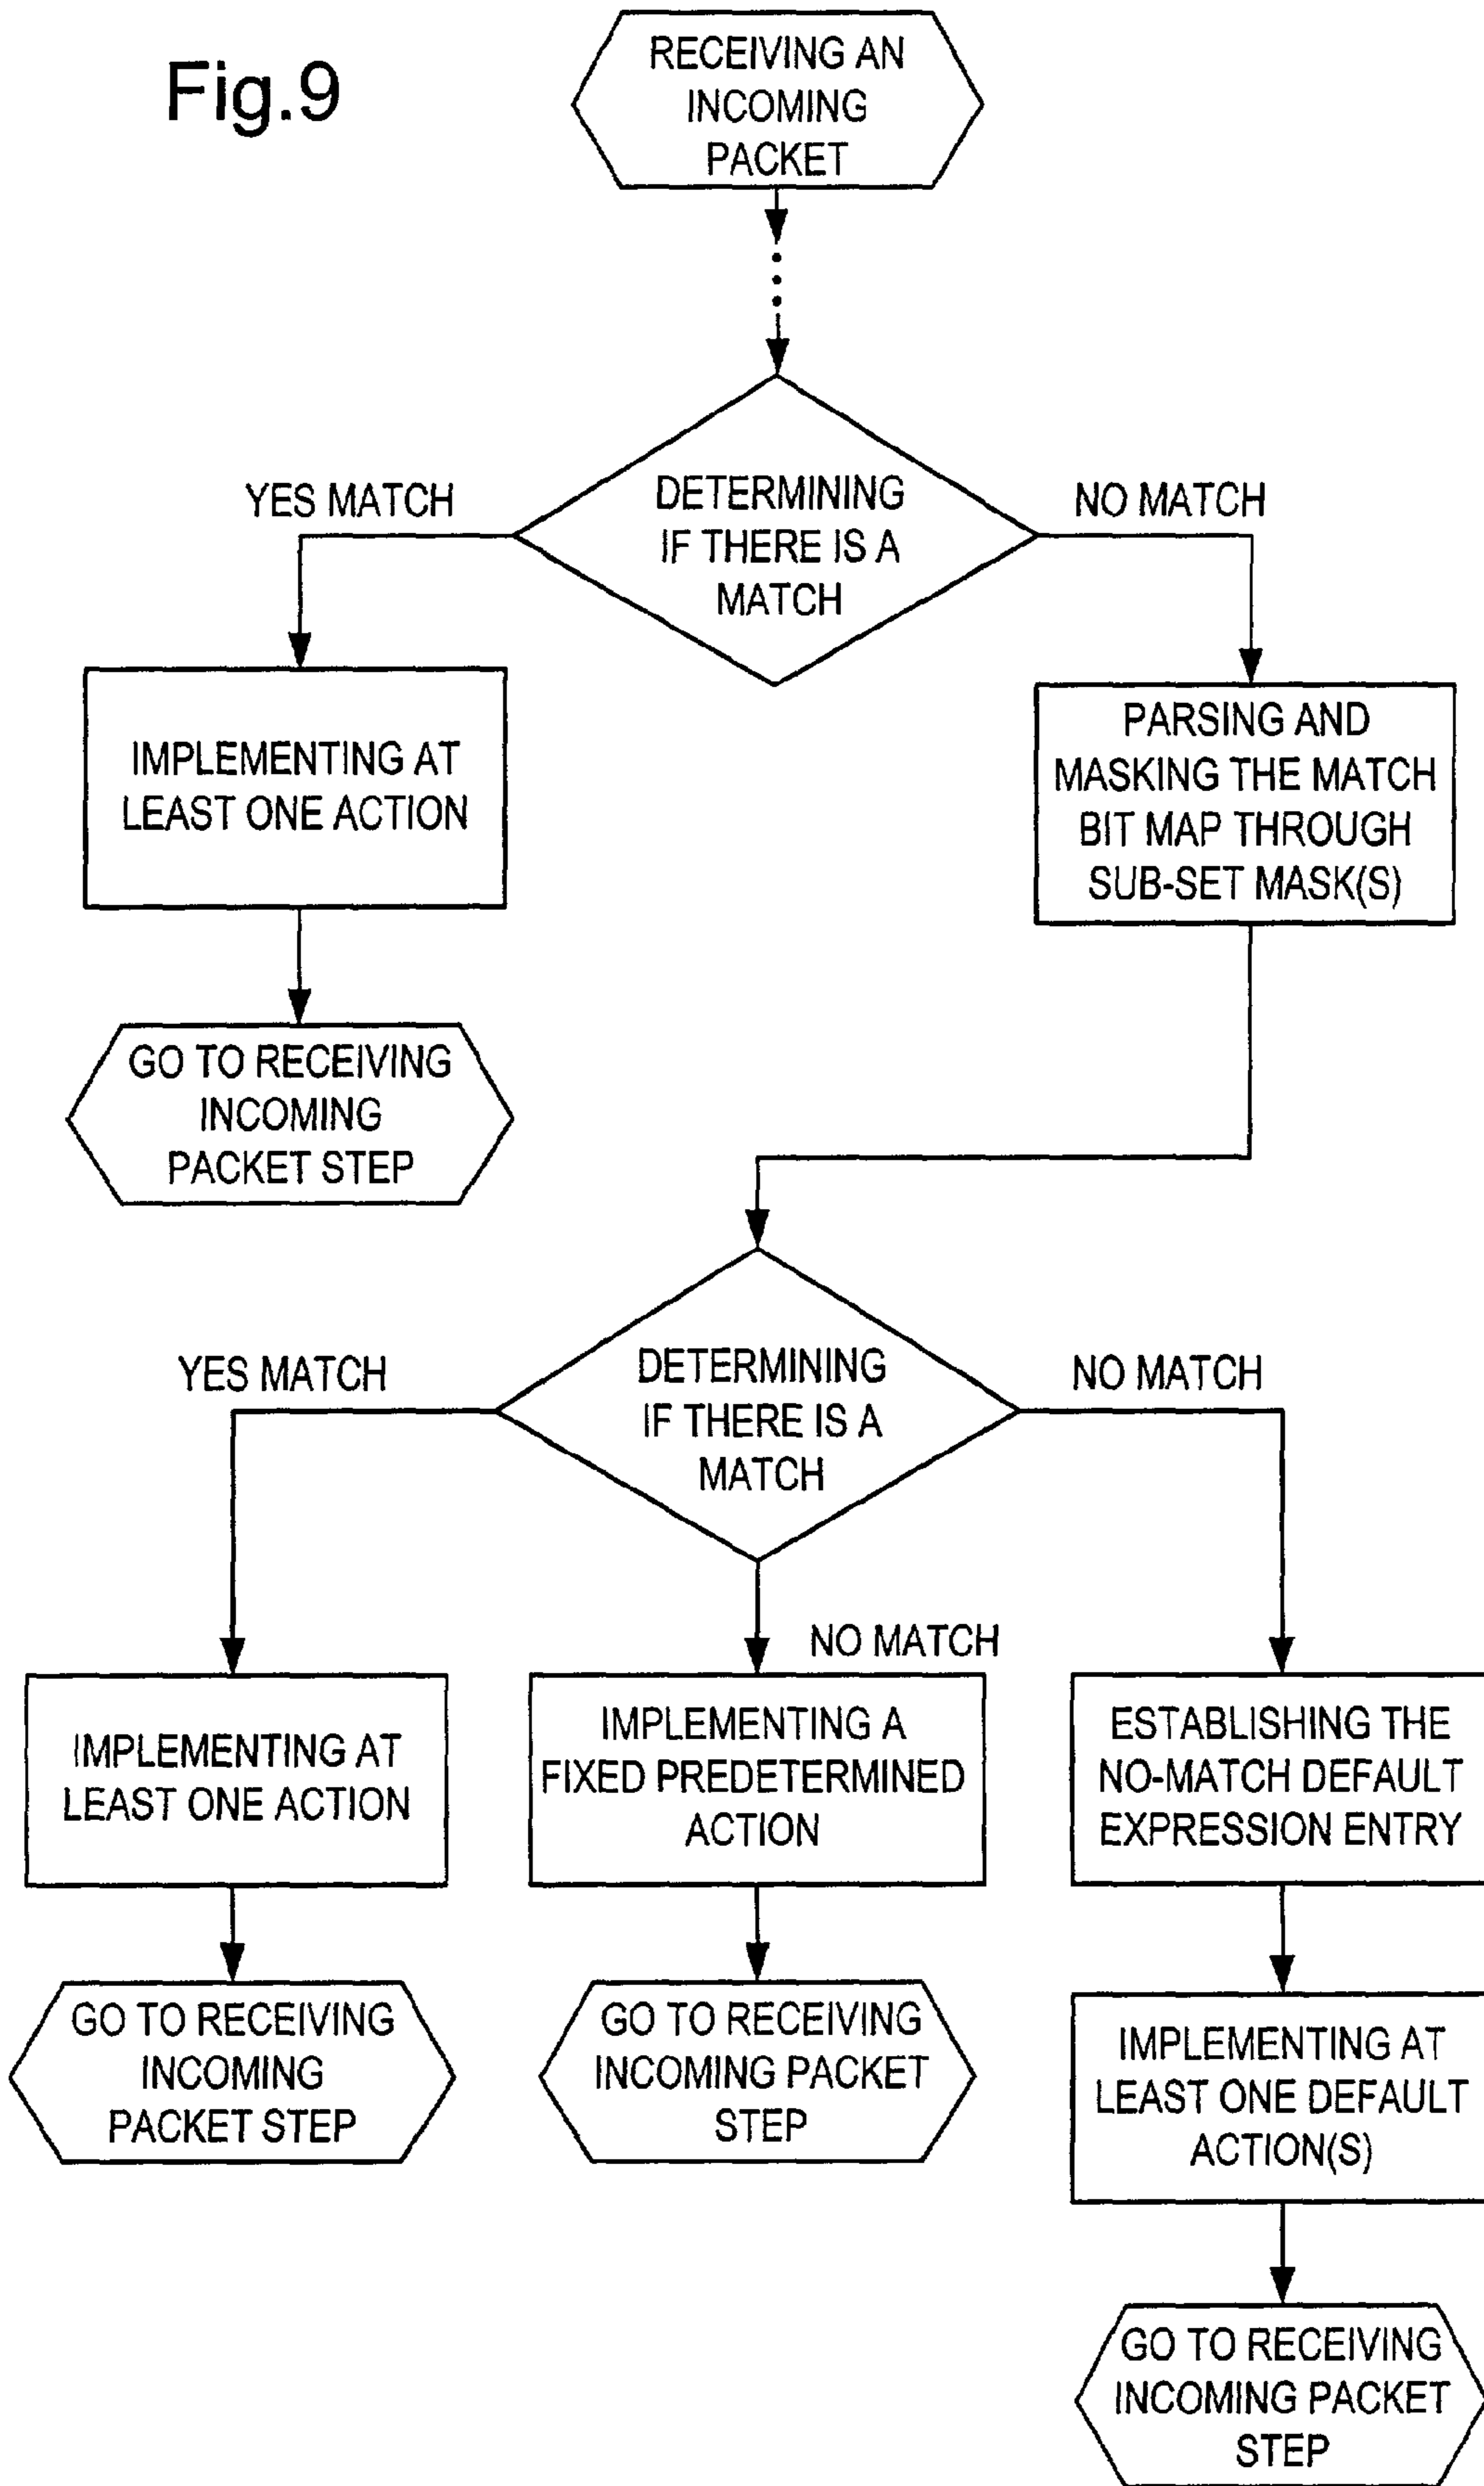 Fig.9
RECEIVING AN
INCOMING
PACKET
DETERMINING
IF THERE IS A
MATCH
YES MATCH
NO MATCH
IMPLEMENTING AT
LEAST ONE ACTION
PARSING AND
MASKING THE MATCH
BIT MAP THROUGH
SUB-SET MASK(S)
GO TO RECEIVING
INCOMING
PACKET STEP
DETERMINING
IF THERE IS A
MATCH
YES MATCH
NO MATCH
NO MATCH
IMPLEMENTING AT
LEAST ONE ACTION
IMPLEMENTING A
FIXED PREDETERMINED
ACTION
ESTABLISHING THE
NO-MATCH DEFAULT
EXPRESSION ENTRY
GO TO RECEIVING
INCOMING
PACKET STEP
GO TO RECEIVING
INCOMING PACKET
STEP
IMPLEMENTING AT
LEAST ONE DEFAULT
ACTION(S)
GO TO RECEIVING
INCOMING PACKET
STEP